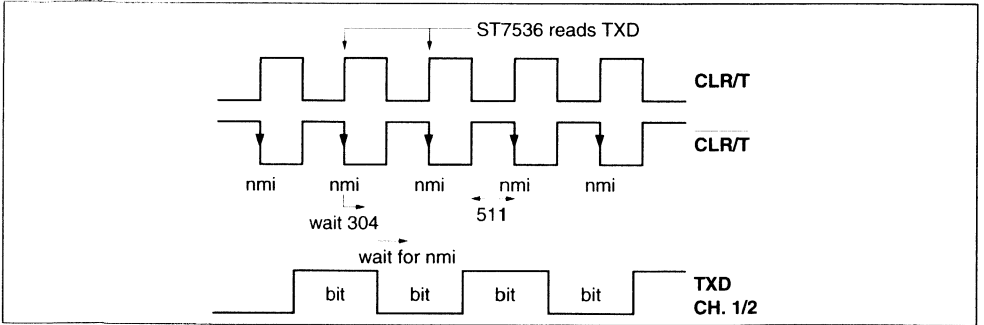 ST7536 reads TXD
CLR/T
CLR/T
nmi nmi nmi nmi nmi
wait 304
511
wait for nmi
bit bit bit bit
TXD
CH. 1/2